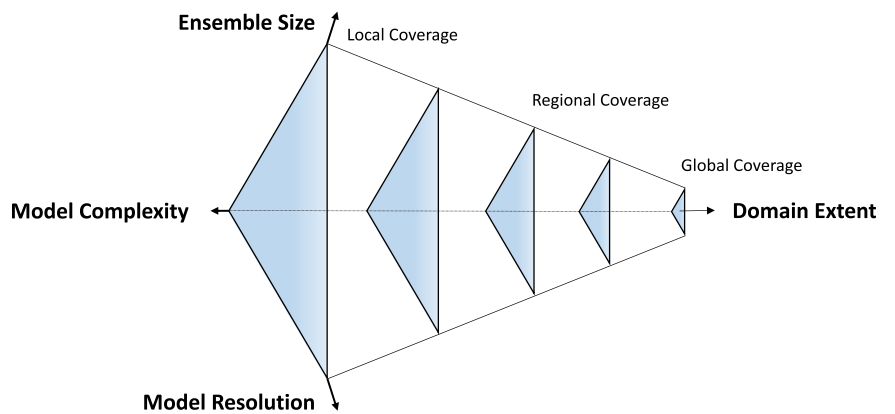 Ensemble Size
Local Coverage
Regional Coverage
Global Coverage
Model Complexity
Domain Extent
Model Resolution